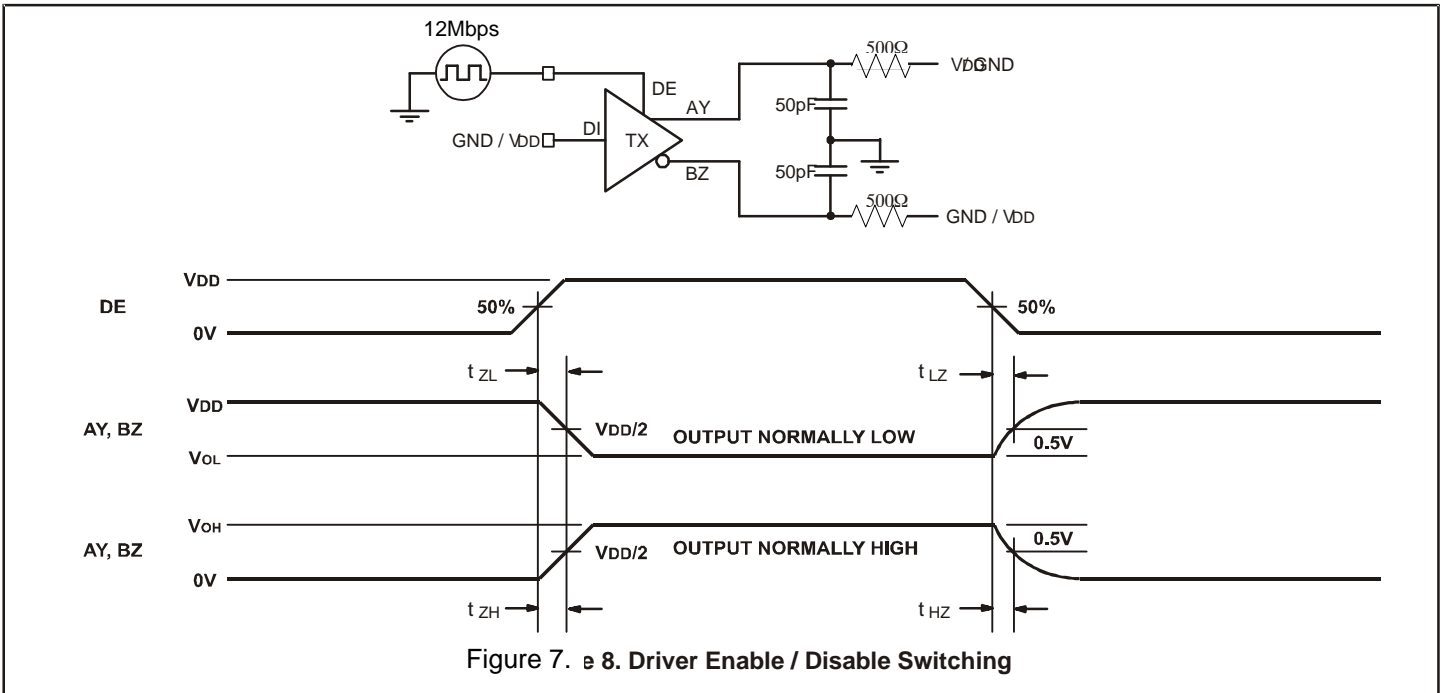 12Mbps
500Ω
VDD/GND
DE
AY
50pF
GND / VDD
DI
TX
BZ
50pF
500Ω
GND / VDD
VDD
DE
50%
50%
0V
t ZL
t LZ
VDD
AY, BZ
VDD/2
OUTPUT NORMALLY LOW
0.5V
VOL
VOH
AY, BZ
VDD/2
OUTPUT NORMALLY HIGH
0.5V
0V
t ZH
t HZ
Figure 7. e 8. Driver Enable / Disable Switching